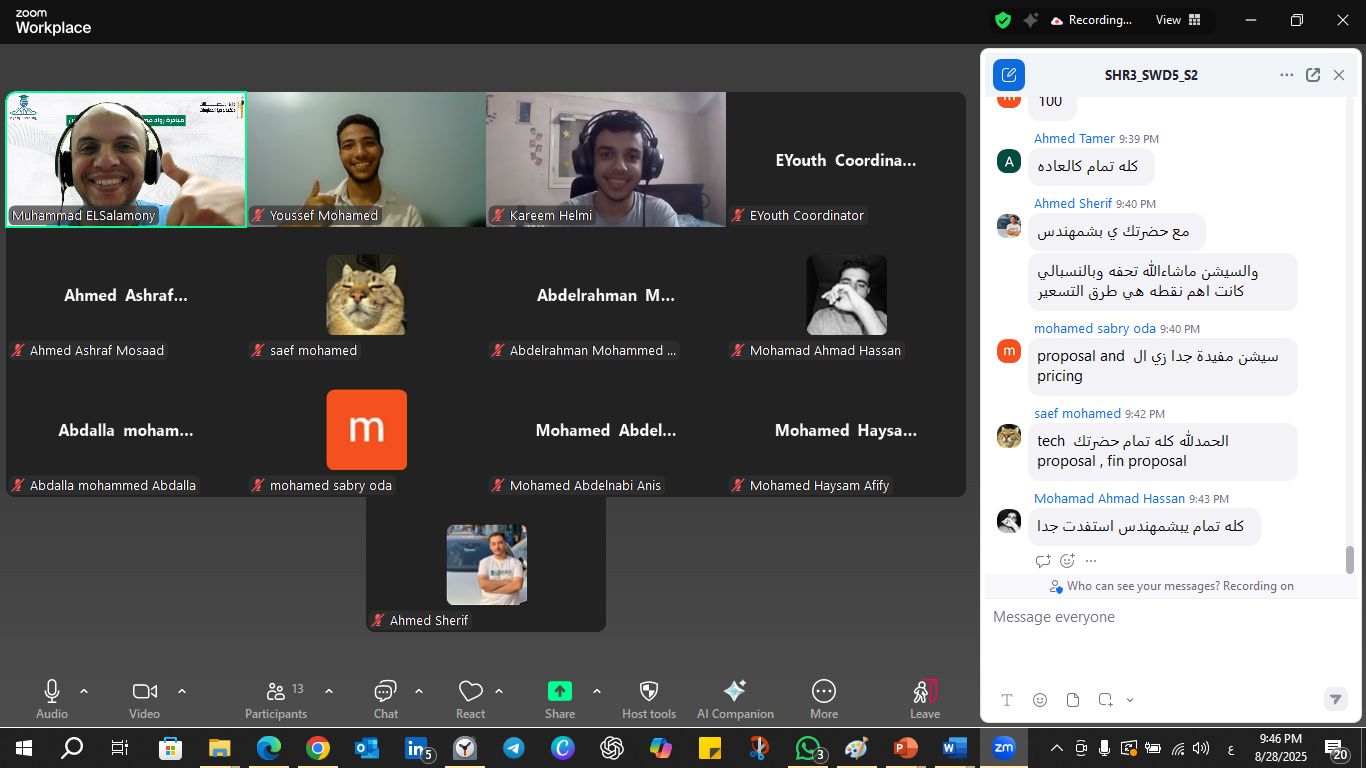 zoom
Workplace
Recording...
View
Muhammad ELSalamony
Youssef Mohamed
Kareem Helmi
EYouth Coordina...
EYouth Coordinator
Ahmed Ashraf...
Ahmed Ashraf Mosaad
saef mohamed
Abdelrahman M...
Abdelrahman Mohammed ...
Mohamad Ahmad Hassan
Abdalla moham...
Abdalla mohammed Abdalla
m
mohamed sabry oda
Mohamed Abdel...
Mohamed Abdelnabi Anis
Mohamed Haysa...
Mohamed Haysam Afify
Ahmed Sherif
SHR3_SWD5_S2
m
100
Ahmed Tamer 9:39 PM
A
كله تمام كالعاده
Ahmed Sherif 9:40 PM
مع حضرتك ي بشمهندس
والسيشن ماشاءالله تحفه وبالنسبالي
كانت اهم نقطه هي طرق التسعير
mohamed sabry oda 9:40 PM
m
سيشن مفيدة جدا زي ال proposal and
pricing
saef mohamed 9:42 PM
الحمدلله كله تمام حضرتك tech
proposal , fin proposal
Mohamad Ahmad Hassan 9:43 PM
كله تمام يبشمهندس استفدت جدا
Who can see your messages? Recording on
Message everyone
Audio
Video
Participants
13
Chat
React
Share
Host tools
AI Companion
More
Leave
5
3
zm
ع
9:46 PM
8/28/2025
20